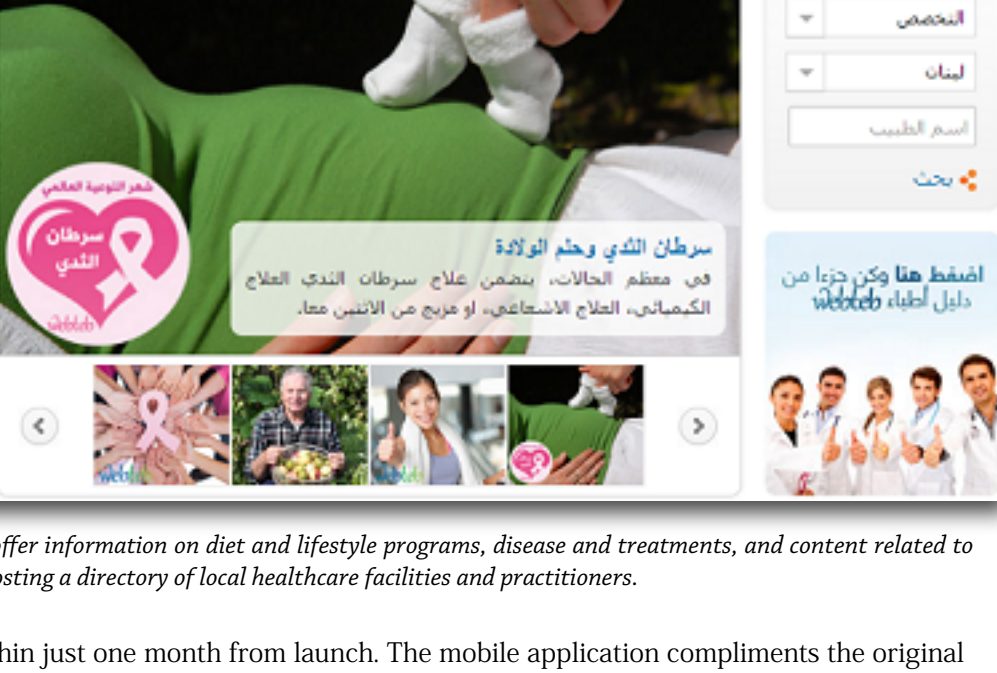 التخصص
لبنان
اسم الطبيب
بحث
شهر التوعية العالمي
سرطان
الثدي
webteb
سرطان الثدي وحلم الولادة
في معظم الحالات، يتضمن علاج سرطان الثدي العلاج
الكيميائي، العلاج الاشعاعي، او مزيج من الاثنين معا.
اضغط هنا وكن جزءا من
دليل أطباء webteb
webteb
webteb
offer information on diet and lifestyle programs, disease and treatments, and content related to
osting a directory of local healthcare facilities and practitioners.
hin just one month from launch. The mobile application compliments the original